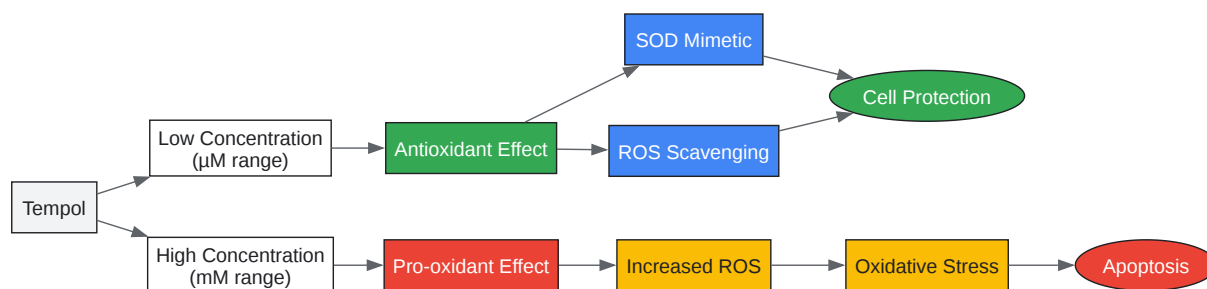 SOD Mimetic
Cell Protection
Low Concentration
(µM range)
Antioxidant Effect
ROS Scavenging
Tempol
High Concentration
(mM range)
Pro-oxidant Effect
Increased ROS
Oxidative Stress
Apoptosis